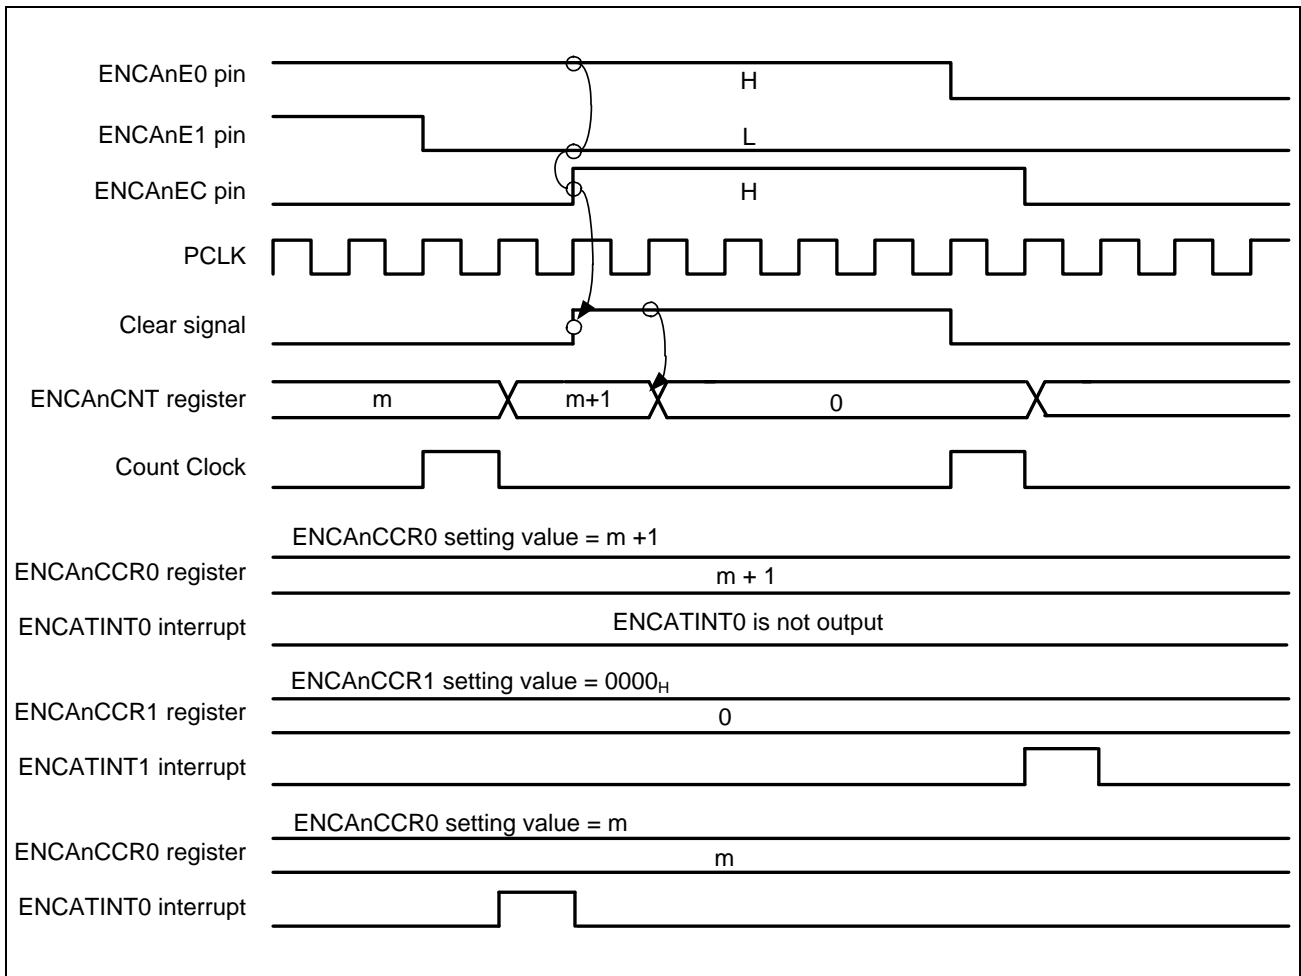 ENCAnE0 pin
H
ENCAnE1 pin
L
ENCAnEC pin
H
PCLK
Clear signal
ENCAnCNT register
m
m+1
0
Count Clock
ENCAnCCR0 setting value = m +1
ENCAnCCR0 register
m + 1
ENCATINT0 interrupt
ENCATINT0 is not output
ENCAnCCR1 setting value = 0000H
ENCAnCCR1 register
0
ENCATINT1 interrupt
ENCAnCCR0 setting value = m
ENCAnCCR0 register
m
ENCATINT0 interrupt